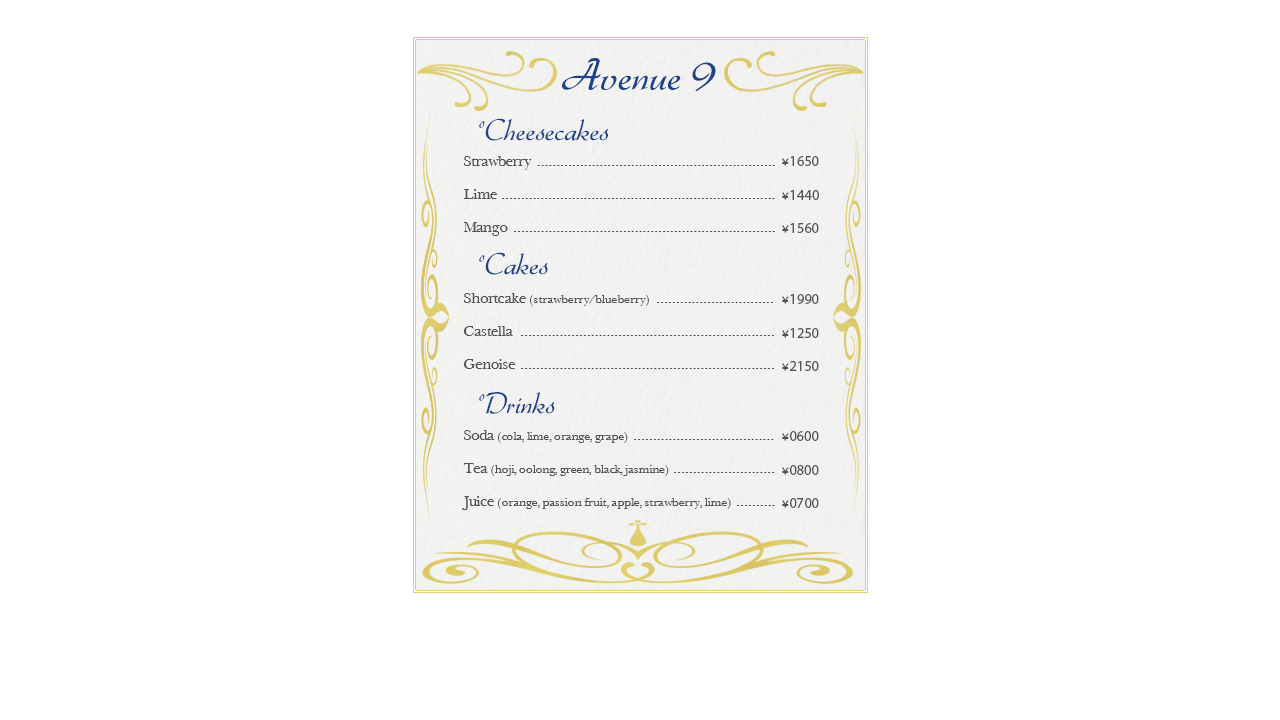 Avenue 9
°Cheesecakes
Strawberry ............................................................ ¥1650
Lime ..................................................................... ¥1440
Mango .................................................................. ¥1560
°Cakes
Shortcake (strawberry/blueberry) .............................. ¥1990
Castella ................................................................ ¥1250
Genoise ................................................................ ¥2150
°Drinks
Soda (cola, lime, orange, grape) .................................... ¥0600
Tea (hoji, oolong, green, black, jasmine) .......................... ¥0800
Juice (orange, passion fruit, apple, strawberry, lime) .......... ¥0700